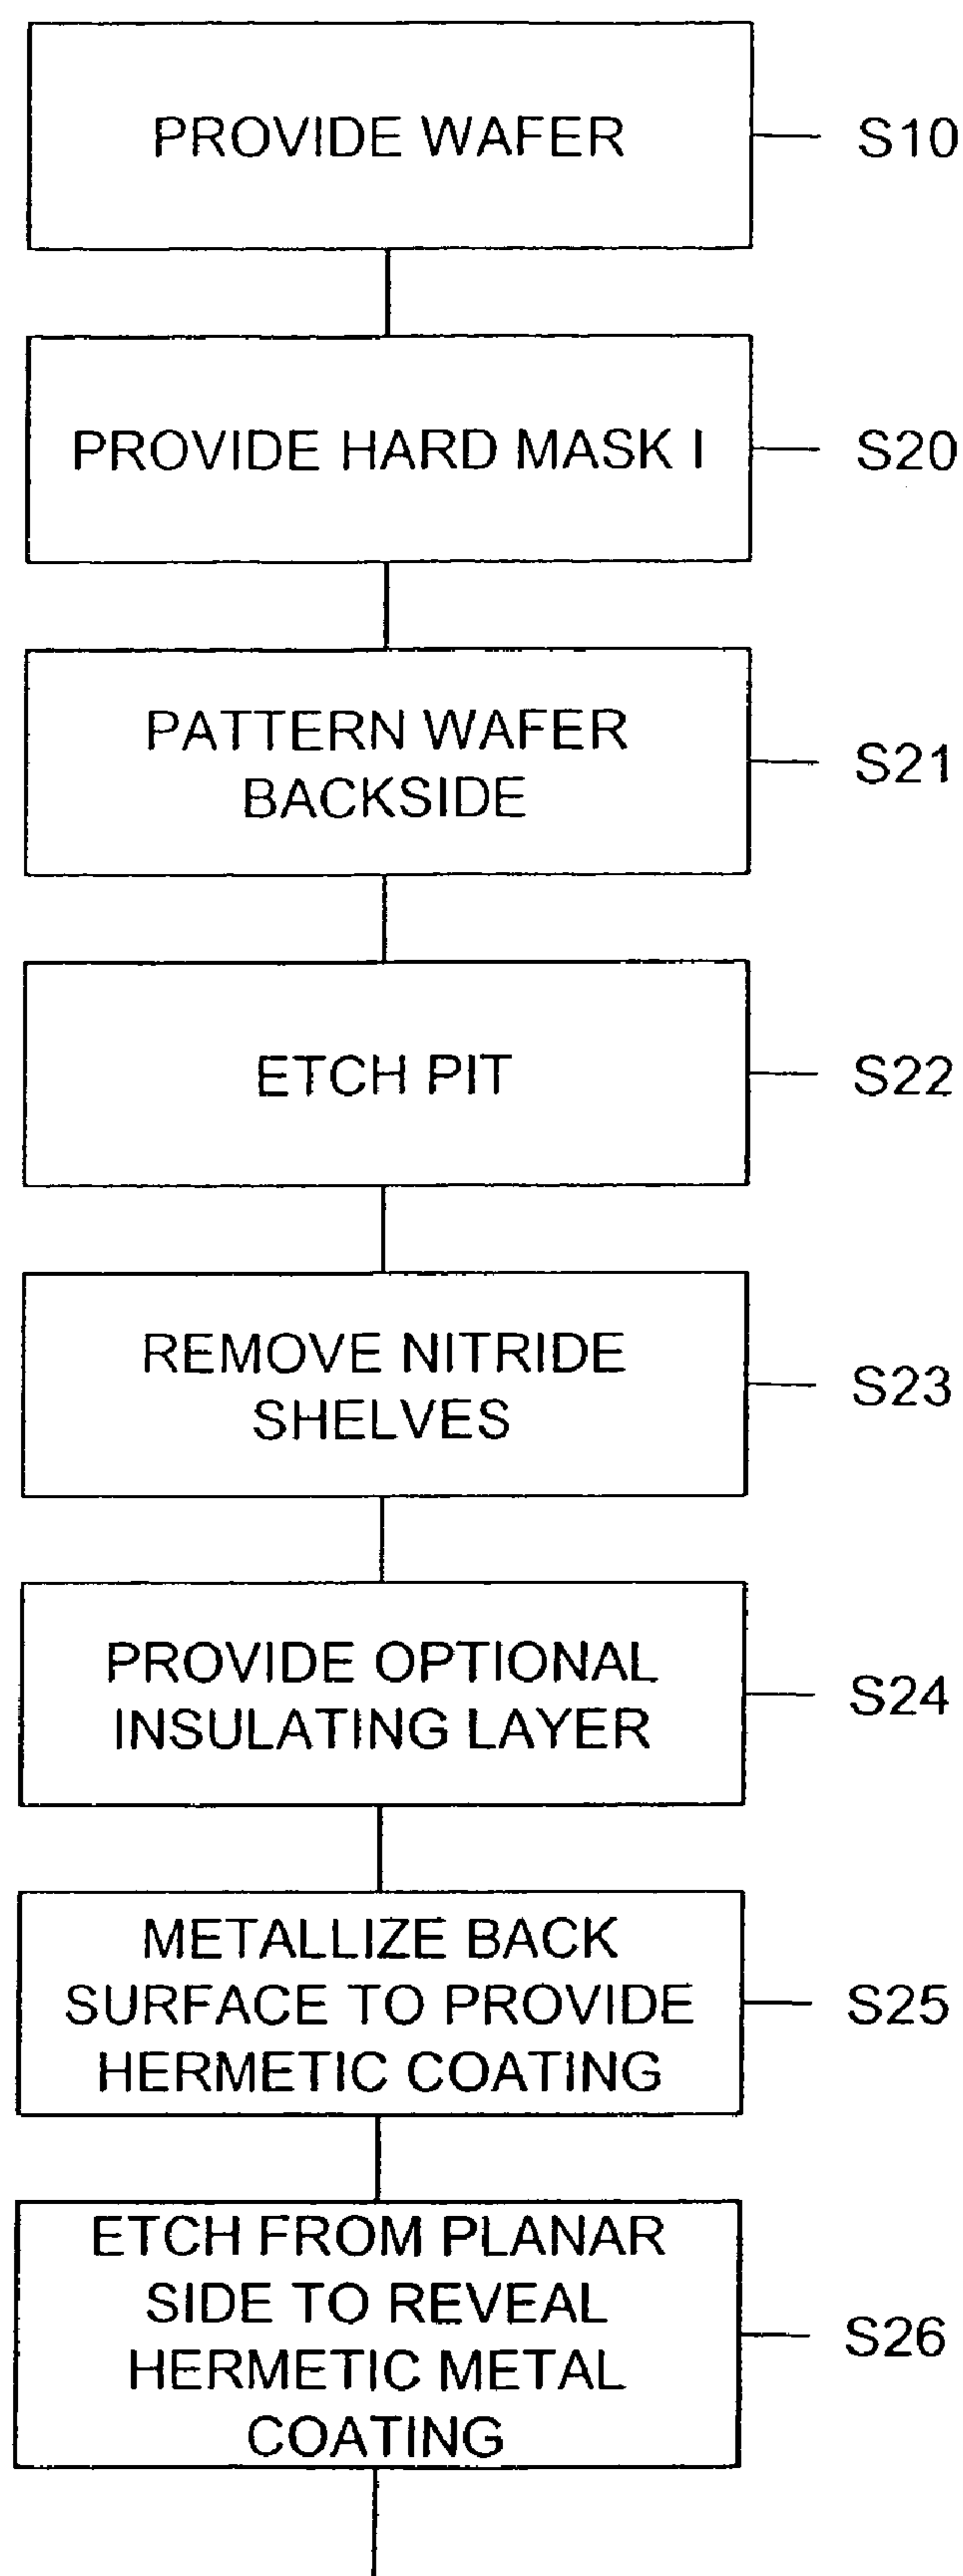 PROVIDE WAFER
S10
PROVIDE HARD MASK I
S20
PATTERN WAFER
BACKSIDE
S21
ETCH PIT
S22
REMOVE NITRIDE
SHELVES
S23
PROVIDE OPTIONAL
INSULATING LAYER
S24
METALLIZE BACK
SURFACE TO PROVIDE
HERMETIC COATING
S25
ETCH FROM PLANAR
SIDE TO REVEAL
HERMETIC METAL
COATING
S26